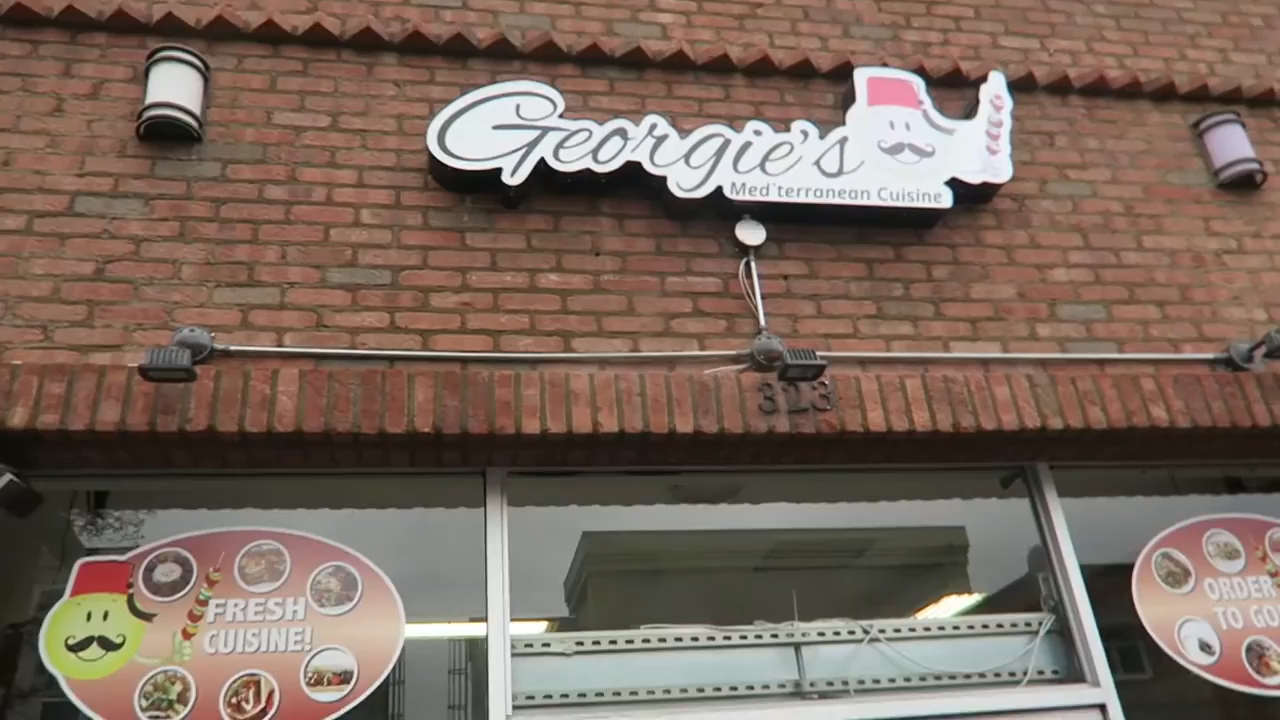 Georgie's
Med terranean Cuisine
323
FRESH
CUISINE!
ORDER
TO GO